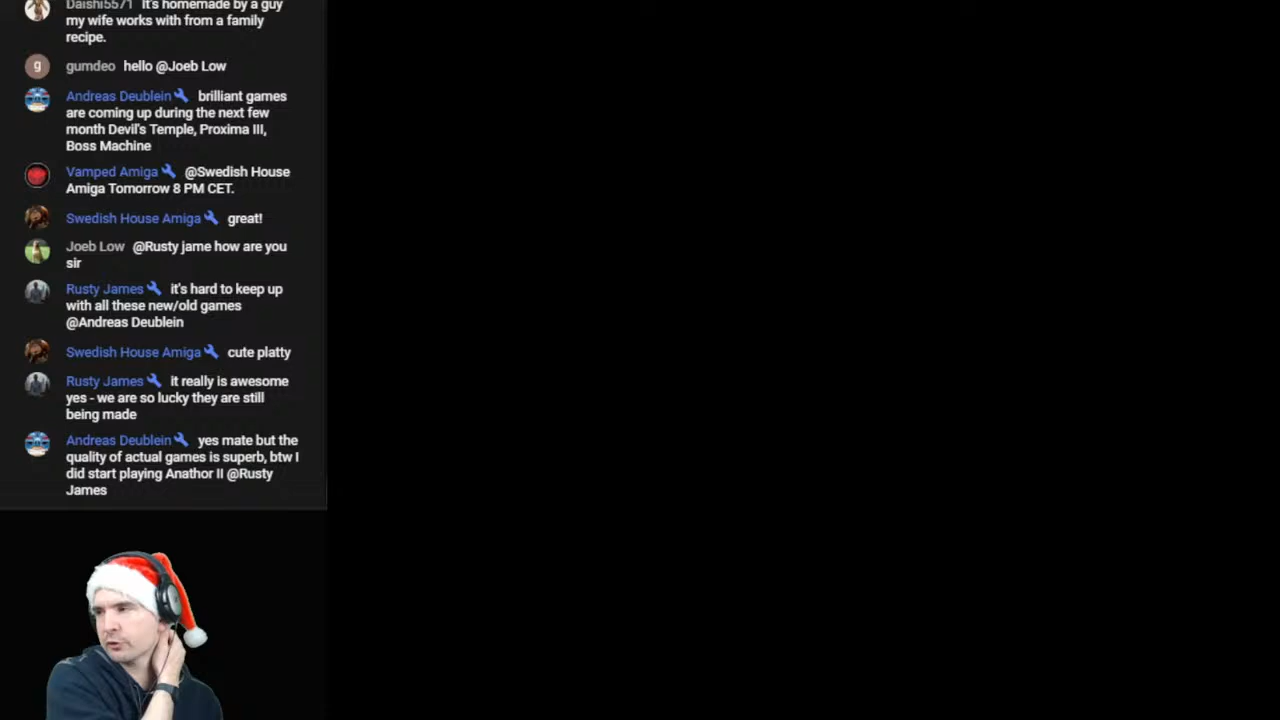 Daishi5571 It's homemade by a guy
my wife works with from a family
recipe.
g gumdeo hello @Joeb Low
Andreas Deublein brilliant games
are coming up during the next few
month Devil's Temple, Proxima III,
Boss Machine
Vamped Amiga @Swedish House
Amiga Tomorrow 8 PM CET.
Swedish House Amiga great!
Joeb Low @Rusty jame how are you
sir
Rusty James it's hard to keep up
with all these new/old games
@Andreas Deublein
Swedish House Amiga cute platty
Rusty James it really is awesome
yes - we are so lucky they are still
being made
Andreas Deublein yes mate but the
quality of actual games is superb, btw I
did start playing Anathor II @Rusty
James